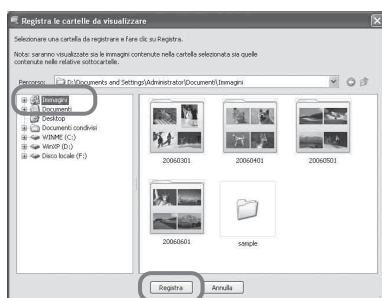 Registra le cartelle da visualizzare
Selezionare una cartella da registrare e fare clic su Registra.
Nota: saranno visualizzate sia le immagini contenute nella cartella selezionata sia quelle
contenute nelle relative sottocartelle.
Percorso: D:\Documents and Settings\Administrator\Documenti\Immagini
Immagini
Documenti
Desktop
Documenti condivisi
WINME (C:)
WinXP (D:)
Disco locale (F:)
20060301
20060401
20060501
20060601
sample
Registra
Annulla